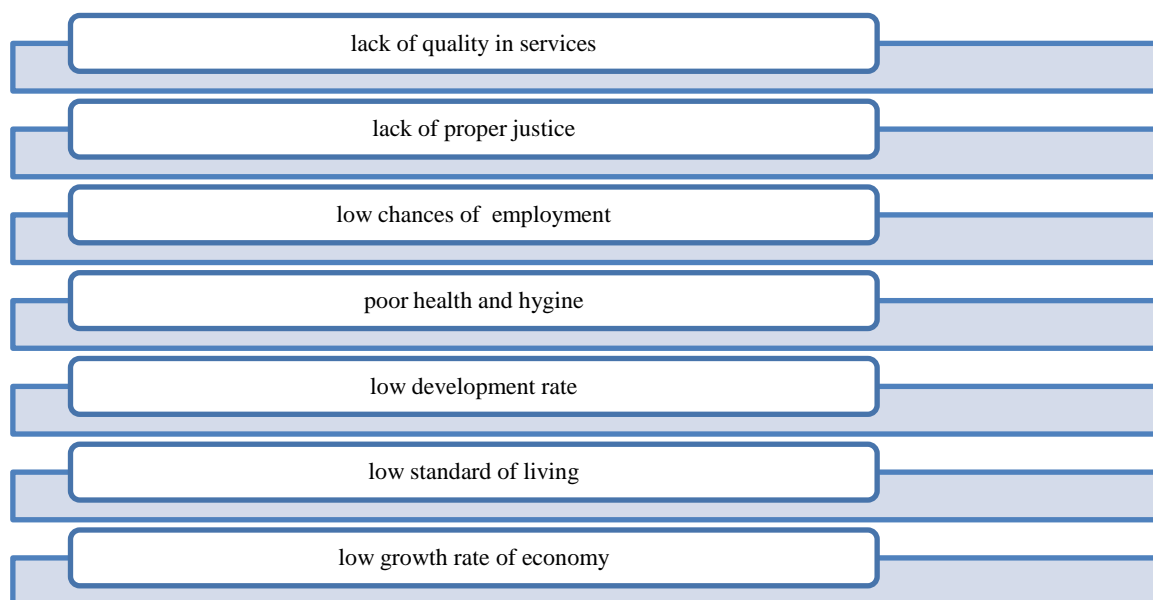 lack of quality in services
lack of proper justice
low chances of  employment
poor health and hygine
low development rate
low standard of living
low growth rate of economy